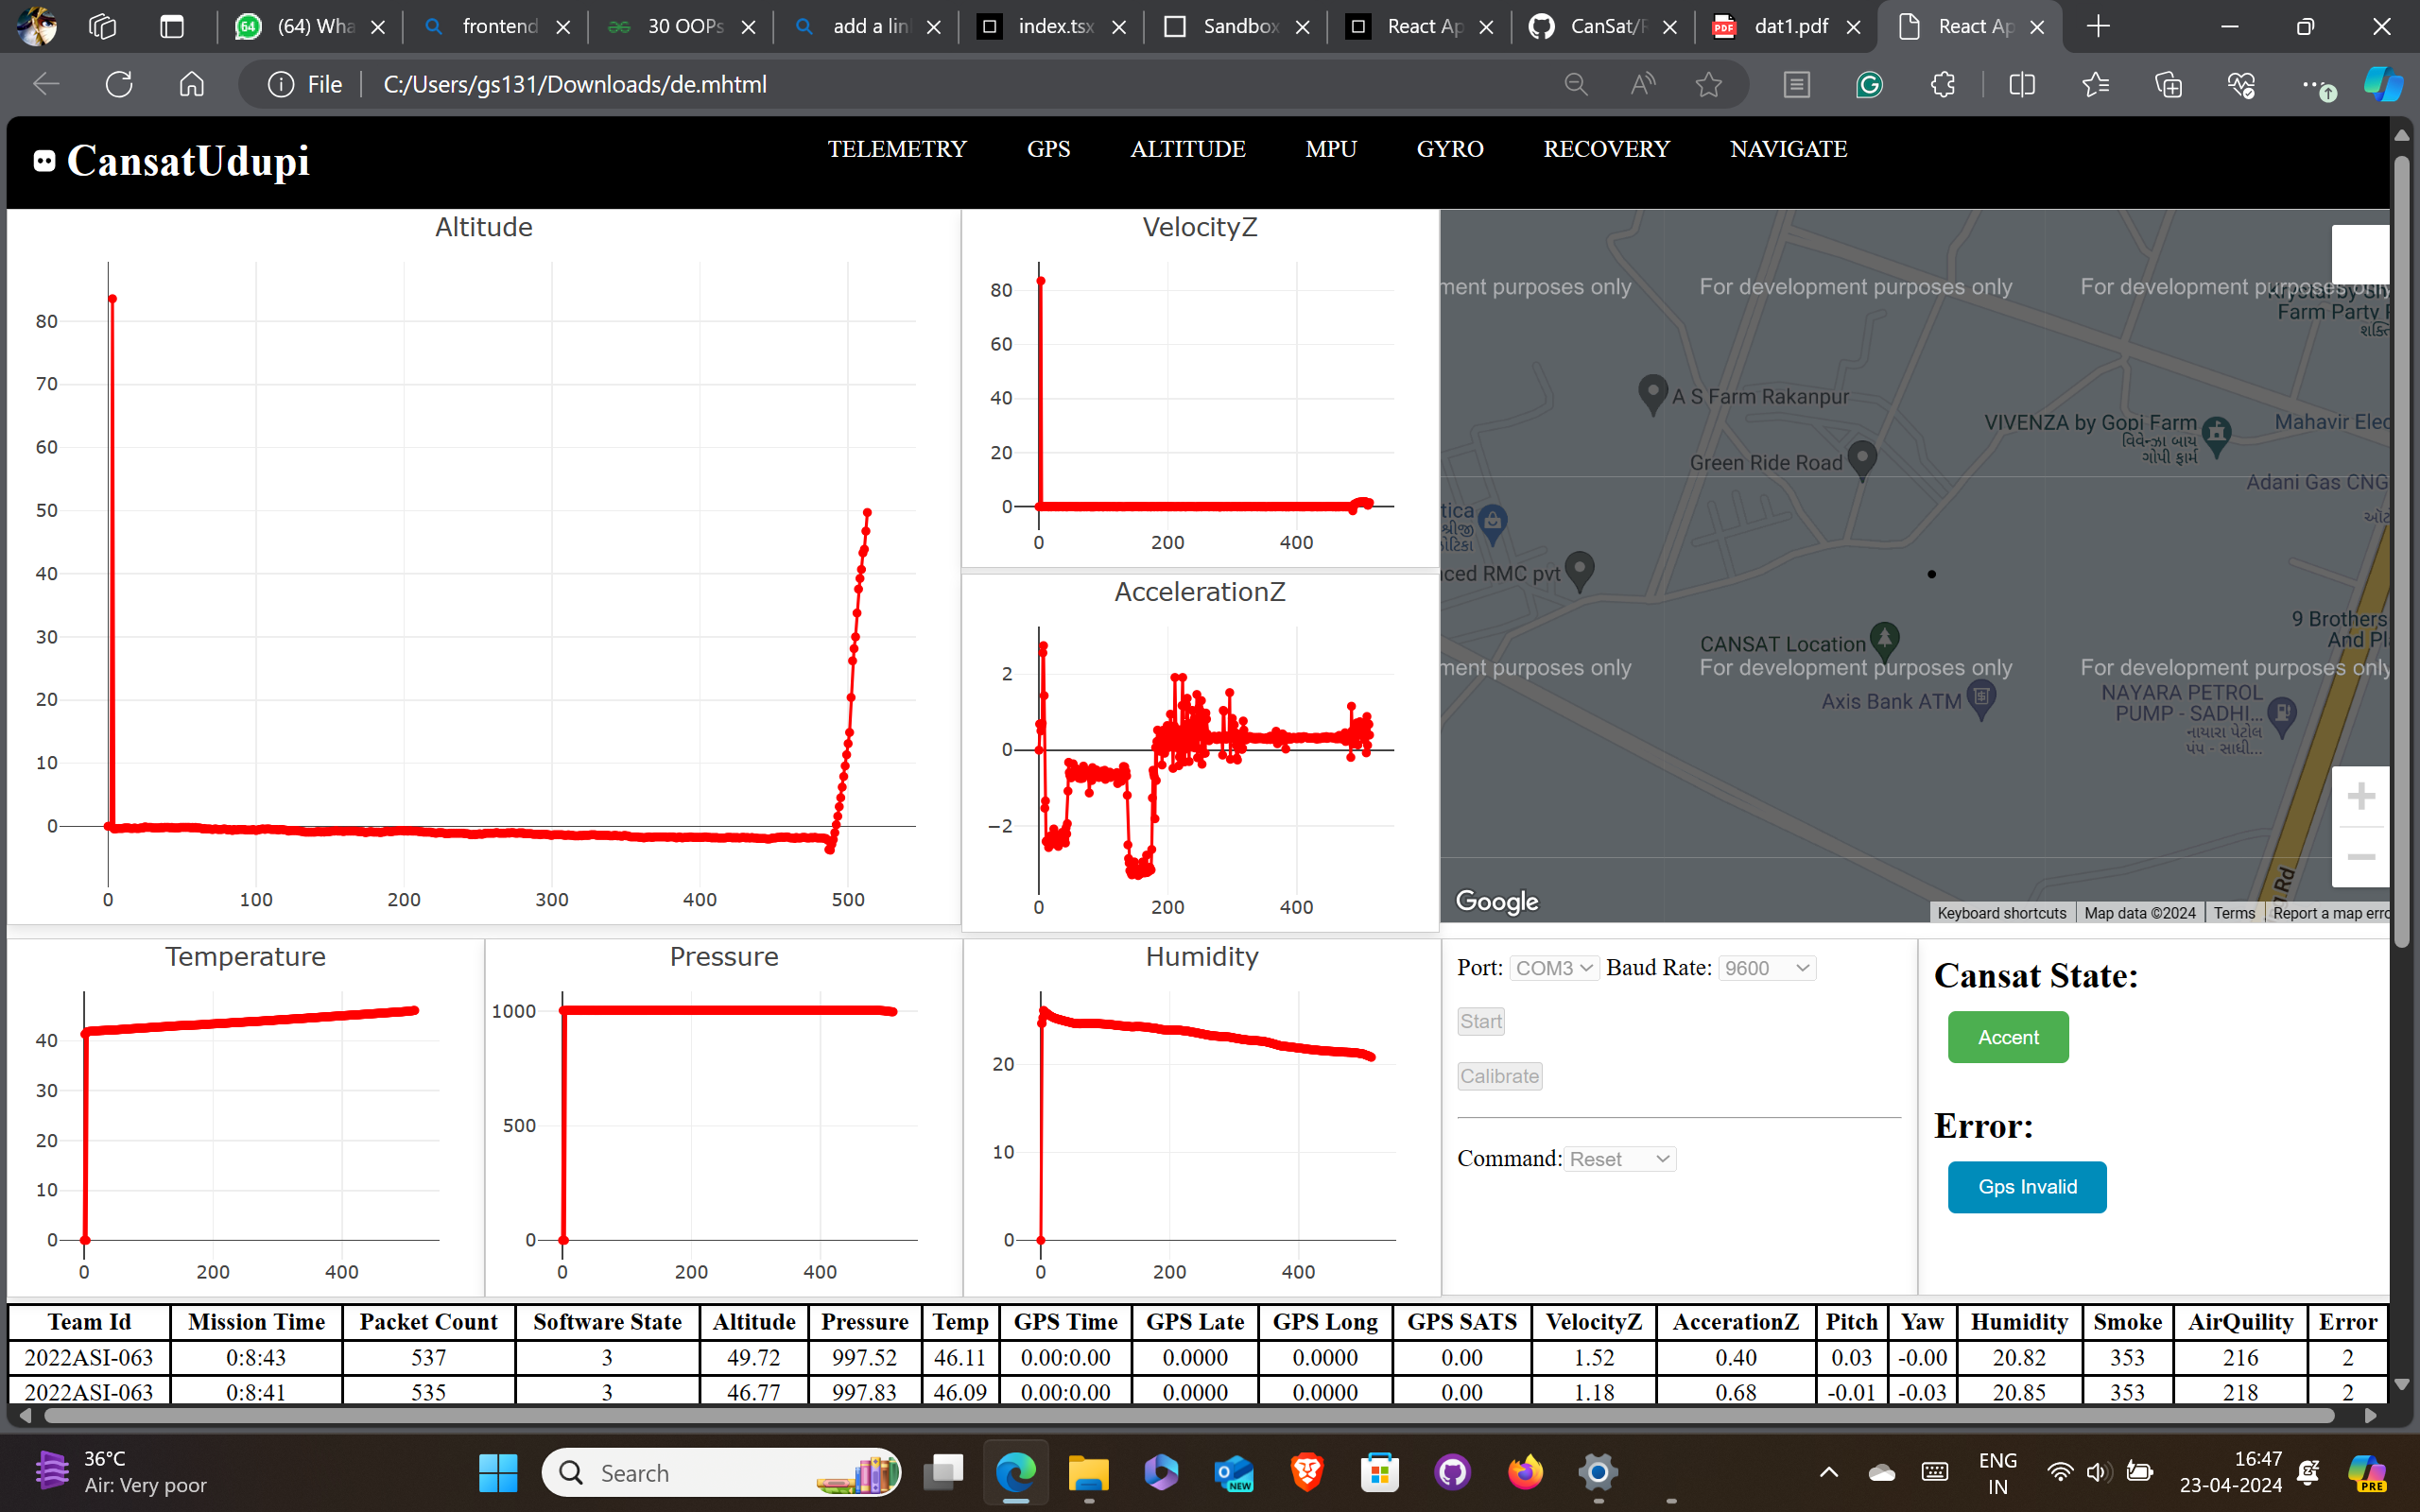 (64) Wha
frontend
30 OOPs
add a lin
index.tsx
Sandbox
React Ap
CanSat/
dat1.pdf
React Ap
File
C:/Users/gs131/Downloads/de.mhtml
CansatUdupi
TELEMETRY
GPS
ALTITUDE
MPU
GYRO
RECOVERY
NAVIGATE
Altitude
80
70
60
50
40
30
20
10
0
0 100 200 300 400 500
VelocityZ
80
60
40
20
0
0 200 400
AccelerationZ
2
0
−2
0 200 400
ment purposes only
For development purposes only
For development purposes only
Farm Party
A S Farm Rakanpur
VIVENZA by Gopi Farm
વિવેન્ઝા બાય
ગોપી ફાર્મ
Mahavir Elec
Green Ride Road
Adani Gas CNG
tica
ced RMC pvt
CANSAT Location
9 Brothers
And Pl
ment purposes only
For development purposes only
For development purposes only
Axis Bank ATM
NAYARA PETROL
PUMP - SADHI...
નાયારા પેટ્રોલ
પંપ - સાધી...
Rd
Google
Keyboard shortcuts
Map data ©2024
Terms
Report a map erro
Temperature
40
30
20
10
0
0 200 400
Pressure
1000
500
0
0 200 400
Humidity
20
10
0
0 200 400
Port: COM3 Baud Rate: 9600
Start
Calibrate
Command: Reset
Cansat State:
Accent
Error:
Gps Invalid
Team Id Mission Time Packet Count Software State Altitude Pressure Temp GPS Time GPS Late GPS Long GPS SATS VelocityZ AccerationZ Pitch Yaw Humidity Smoke AirQuility Error
2022ASI-063 0:8:43 537 3 49.72 997.52 46.11 0.00:0.00 0.0000 0.0000 0.00 1.52 0.40 0.03 -0.00 20.82 353 216 2
2022ASI-063 0:8:41 535 3 46.77 997.83 46.09 0.00:0.00 0.0000 0.0000 0.00 1.18 0.68 -0.01 -0.03 20.85 353 218 2
36°C
Air: Very poor
Search
NEW
ENG
IN
16:47
23-04-2024
PRE